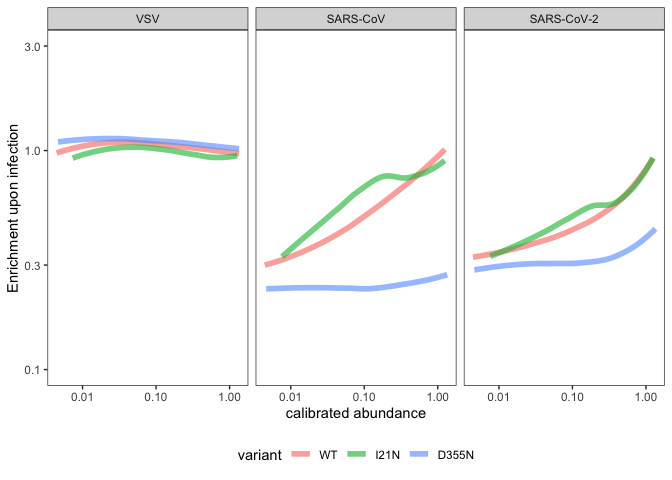 VSV
SARS-CoV
SARS-CoV-2
Enrichment upon infection
3.0
1.0
0.3
0.1
0.01 0.10 1.00
0.01 0.10 1.00
0.01 0.10 1.00
calibrated abundance
variant WT I21N D355N